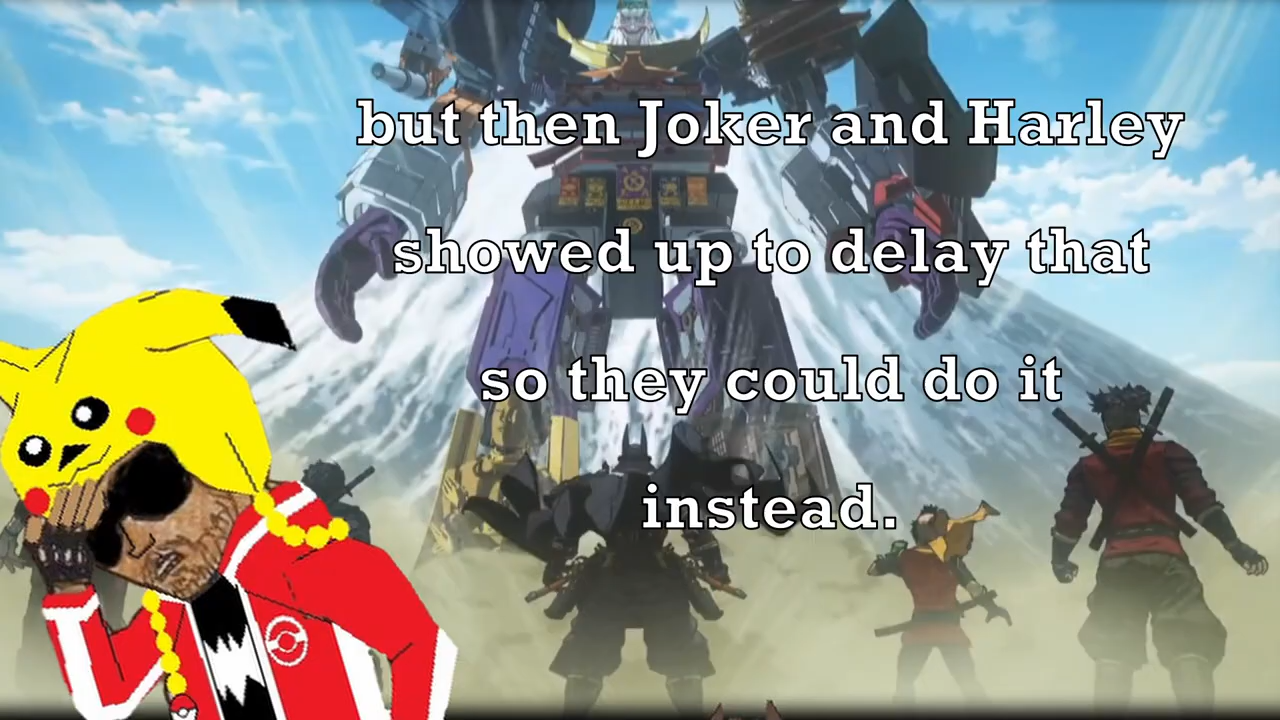 but then Joker and Harley
showed up to delay that
so they could do it
instead.